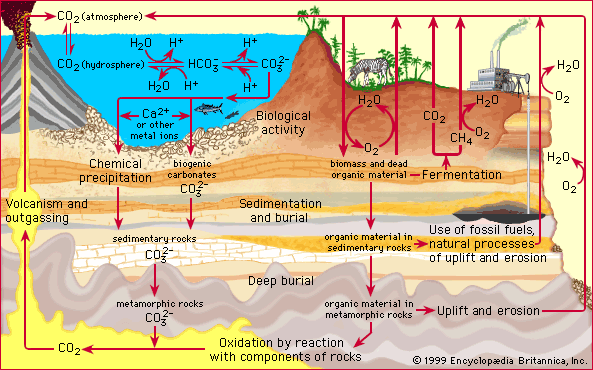 CO₂ (atmosphere)
CO₂ (hydrosphere)
H₂O
H⁺
HCO₃⁻
H⁺
CO₃²⁻
H₂O
H⁺
H⁺
Ca²⁺
or other
metal ions
Biological
activity
H₂O
O₂
CO₂
CH₄
H₂O
O₂
H₂O
O₂
H₂O
O₂
Chemical
precipitation
biogenic
carbonates
CO₃²⁻
biomass and dead
organic material
Fermentation
Volcanism and
outgassing
Sedimentation
and burial
sedimentary rocks
CO₃²⁻
organic material in
sedimentary rocks
Use of fossil fuels,
natural processes
of uplift and erosion
Deep burial
metamorphic rocks
CO₃²⁻
organic material in
metamorphic rocks
Uplift and erosion
CO₂
Oxidation by reaction
with components of rocks
© 1999 Encyclopædia Britannica, Inc.